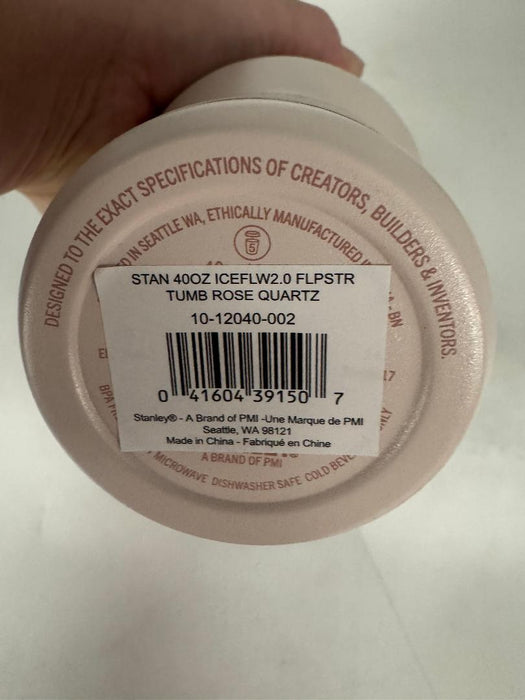 DESIGNED TO THE EXACT SPECIFICATIONS OF CREATORS, BUILDERS & INVENTORS.
IN SEATTLE WA, ETHICALLY MANUFACTURED
STAN 40OZ ICEFLW2.0 FLPSTR
TUMB ROSE QUARTZ
10-12040-002
0 41604 39150 7
Stanley® - A Brand of PMI -Une Marque de PMI
Seattle, WA 98121
Made in China - Fabriqué en Chine
A BRAND OF PMI
MICROWAVE DISHWASHER SAFE COLD